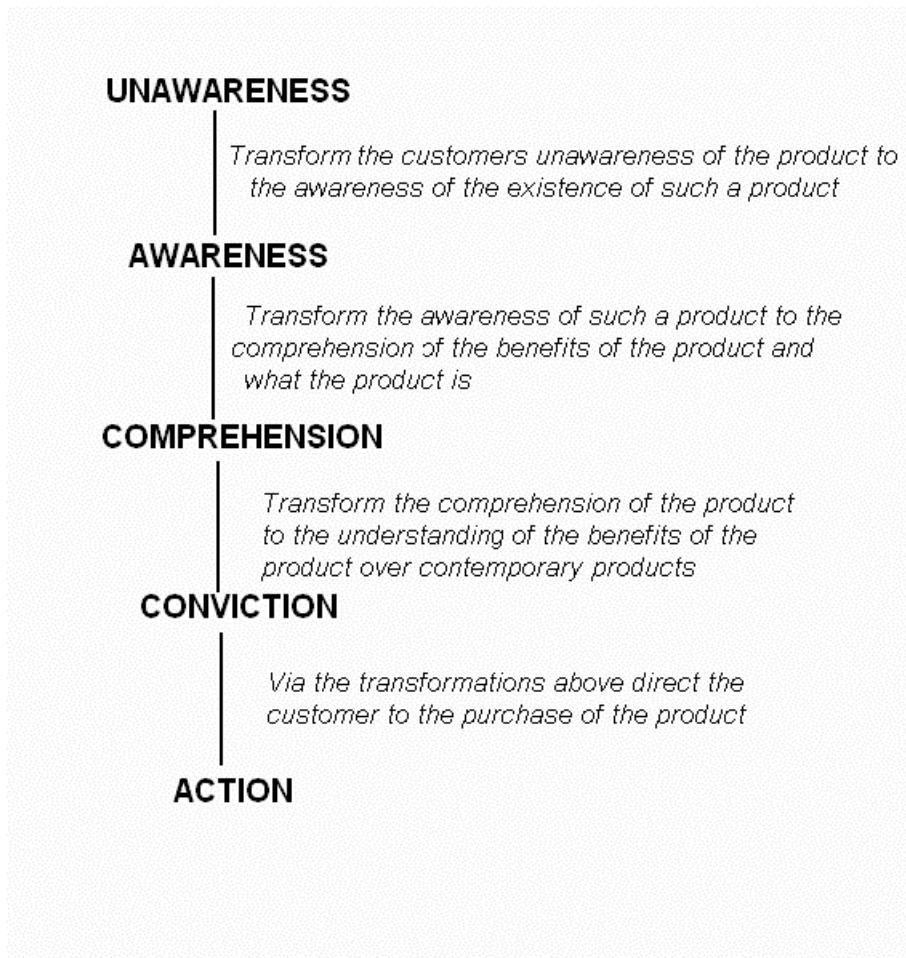 UNAWARENESS
Transform the customers unawareness of the product to
the awareness of the existence of such a product
AWARENESS
Transform the awareness of such a product to the
comprehension of the benefits of the product and
what the product is
COMPREHENSION
Transform the comprehension of the product
to the understanding of the benefits of the
product over contemporary products
CONVICTION
Via the transformations above direct the
customer to the purchase of the product
ACTION